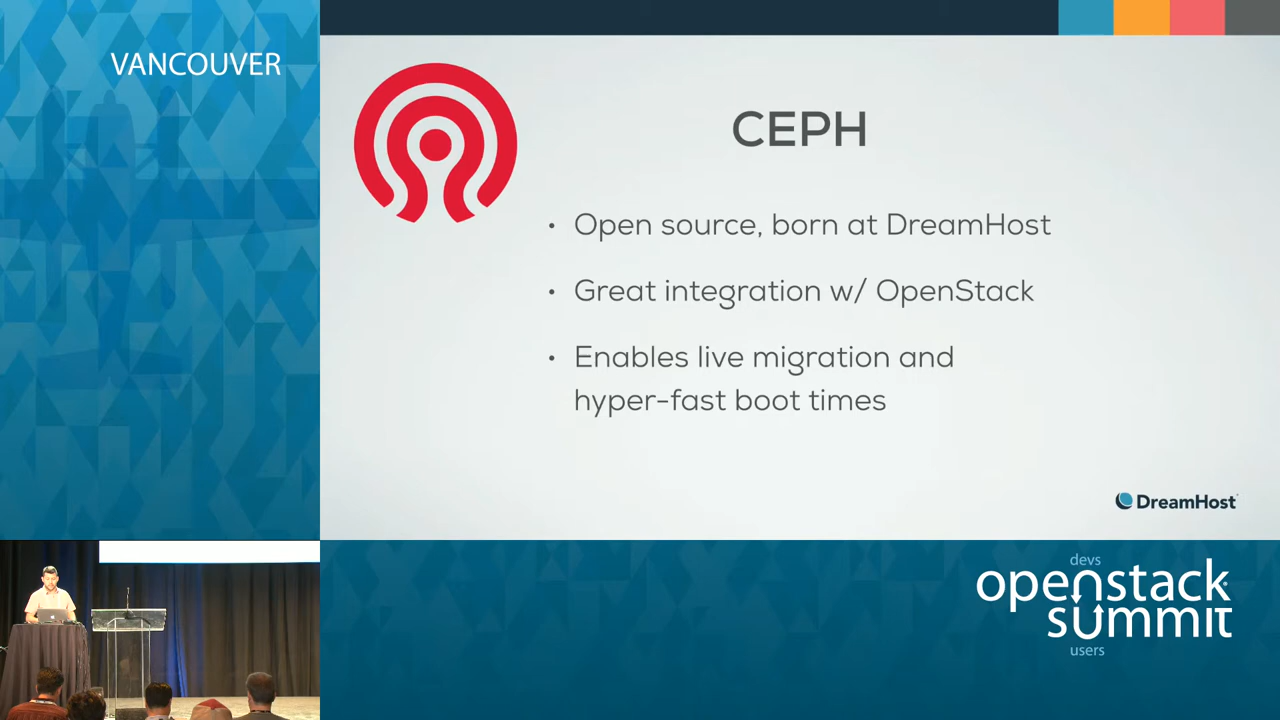 VANCOUVER
CEPH
• Open source, born at DreamHost
• Great integration w/ OpenStack
• Enables live migration and
hyper-fast boot times
DreamHost
devs
openstack
summit
users